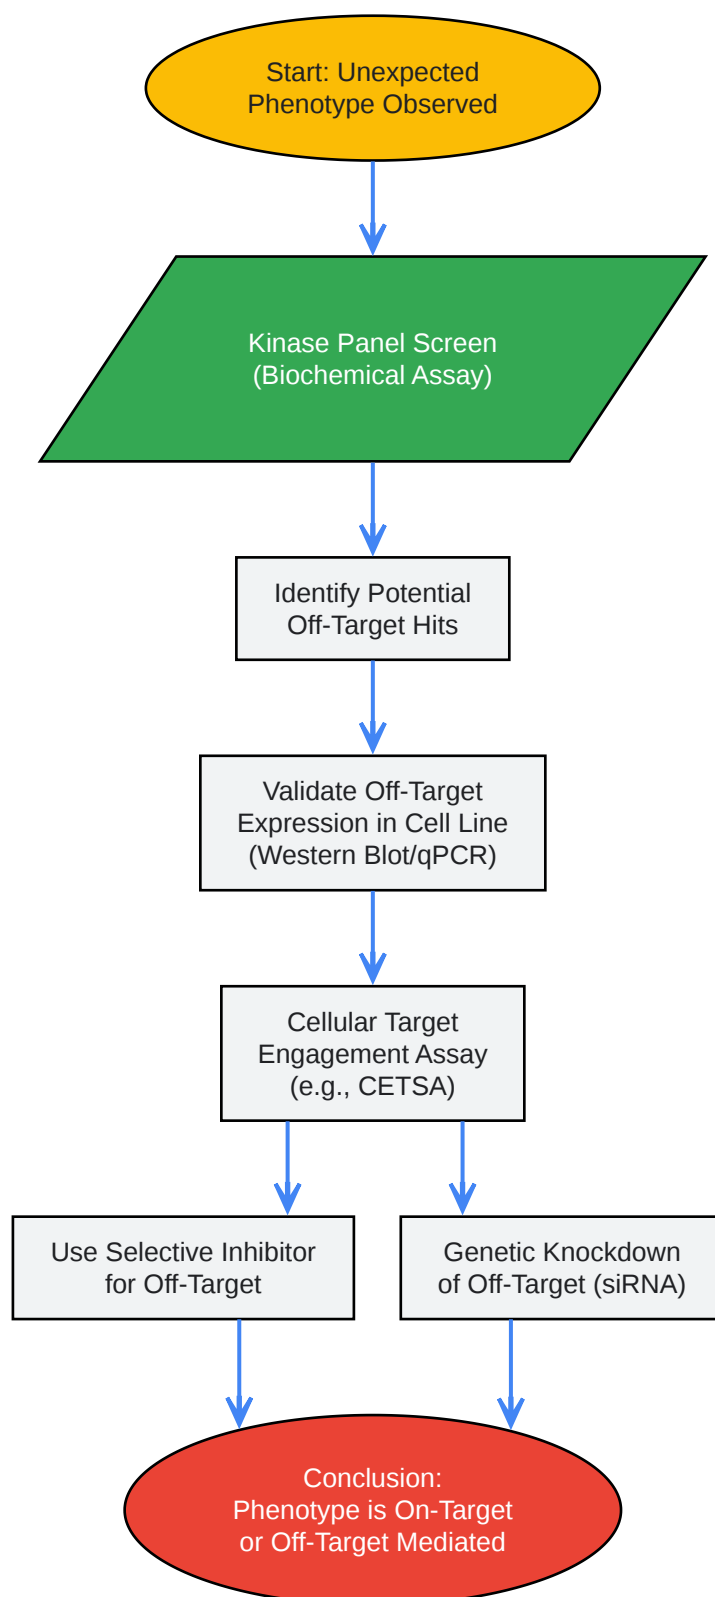 Start: Unexpected
Phenotype Observed
Kinase Panel Screen
(Biochemical Assay)
Identify Potential
Off-Target Hits
Validate Off-Target
Expression in Cell Line
(Western Blot/qPCR)
Cellular Target
Engagement Assay
(e.g., CETSA)
Use Selective Inhibitor
for Off-Target
Genetic Knockdown
of Off-Target (siRNA)
Conclusion:
Phenotype is On-Target
or Off-Target Mediated